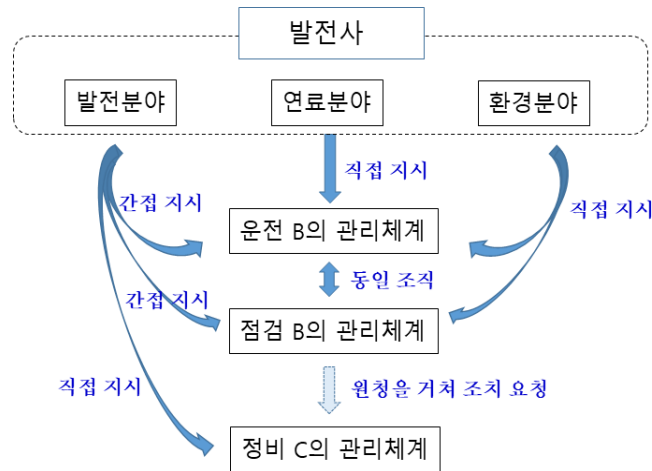 발전사
발전분야
연료분야
환경분야
직접 지시
간접 지시
직접 지시
운전 B의 관리체계
동일 조직
간접 지시
점검 B의 관리체계
직접 지시
원청을 거쳐 조치 요청
정비 C의 관리체계